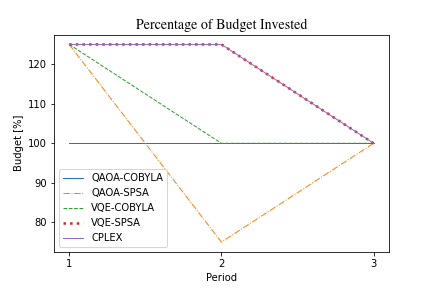 Percentage of Budget Invested
Budget [%]
120
110
100
90
80
QAOA-COBYLA
QAOA-SPSA
VQE-COBYLA
VQE-SPSA
CPLEX
1
2
3
Period